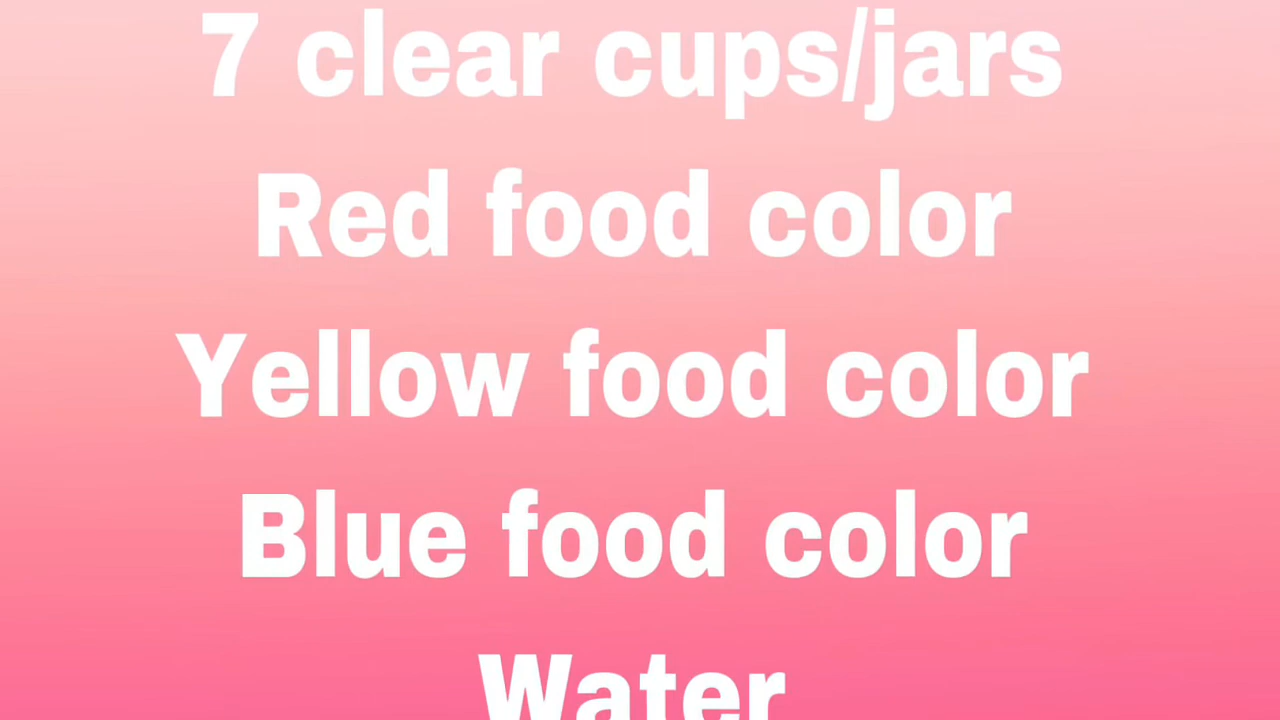 7 clear cups/jars
Red food color
Yellow food color
Blue food color
Water